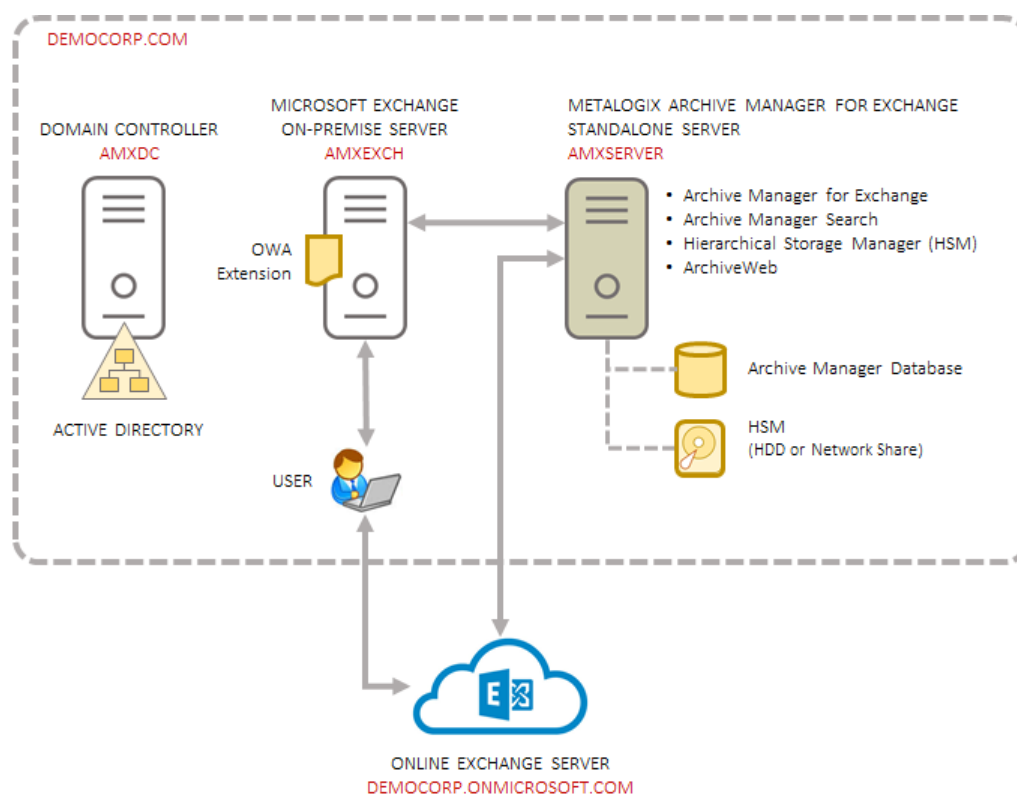 DEMOCORP.COM
DOMAIN CONTROLLER
AMXDC
MICROSOFT EXCHANGE
ON-PREMISE SERVER
AMXEXCH
METALOGIX ARCHIVE MANAGER FOR EXCHANGE
STANDALONE SERVER
AMXSERVER
• Archive Manager for Exchange
• Archive Manager Search
• Hierarchical Storage Manager (HSM)
• ArchiveWeb
OWA
Extension
Archive Manager Database
HSM
(HDD or Network Share)
ACTIVE DIRECTORY
USER
E
ONLINE EXCHANGE SERVER
DEMOCORP.ONMICROSOFT.COM